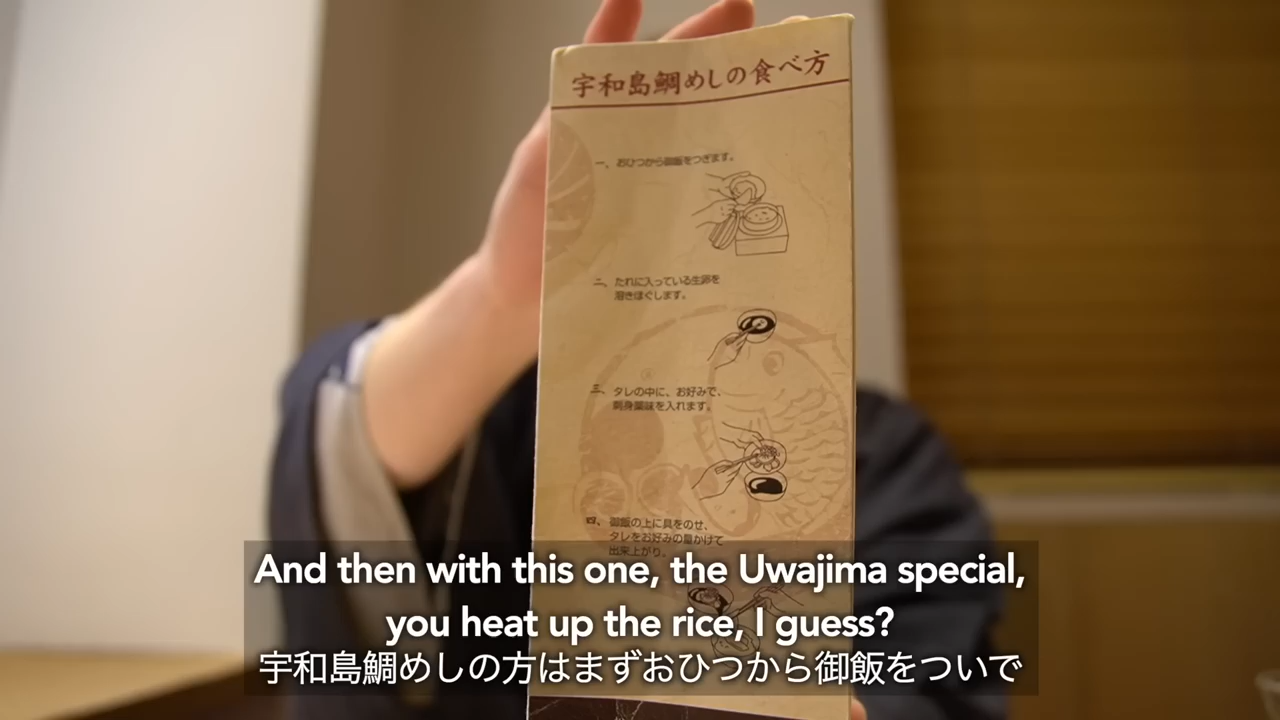 宇和島鯛めしの食べ方
一、おひつから御飯をつぎます。
二、たれに入っている生卵を
溶きほぐします。
三、タレの中に、お好みで、
刺身薬味を入れます。
四、御飯の上に具をのせ、
タレをお好みの量かけて
出来上がり。
And then with this one, the Uwajima special,
you heat up the rice, I guess?
宇和島鯛めしの方はまずおひつから御飯をついで